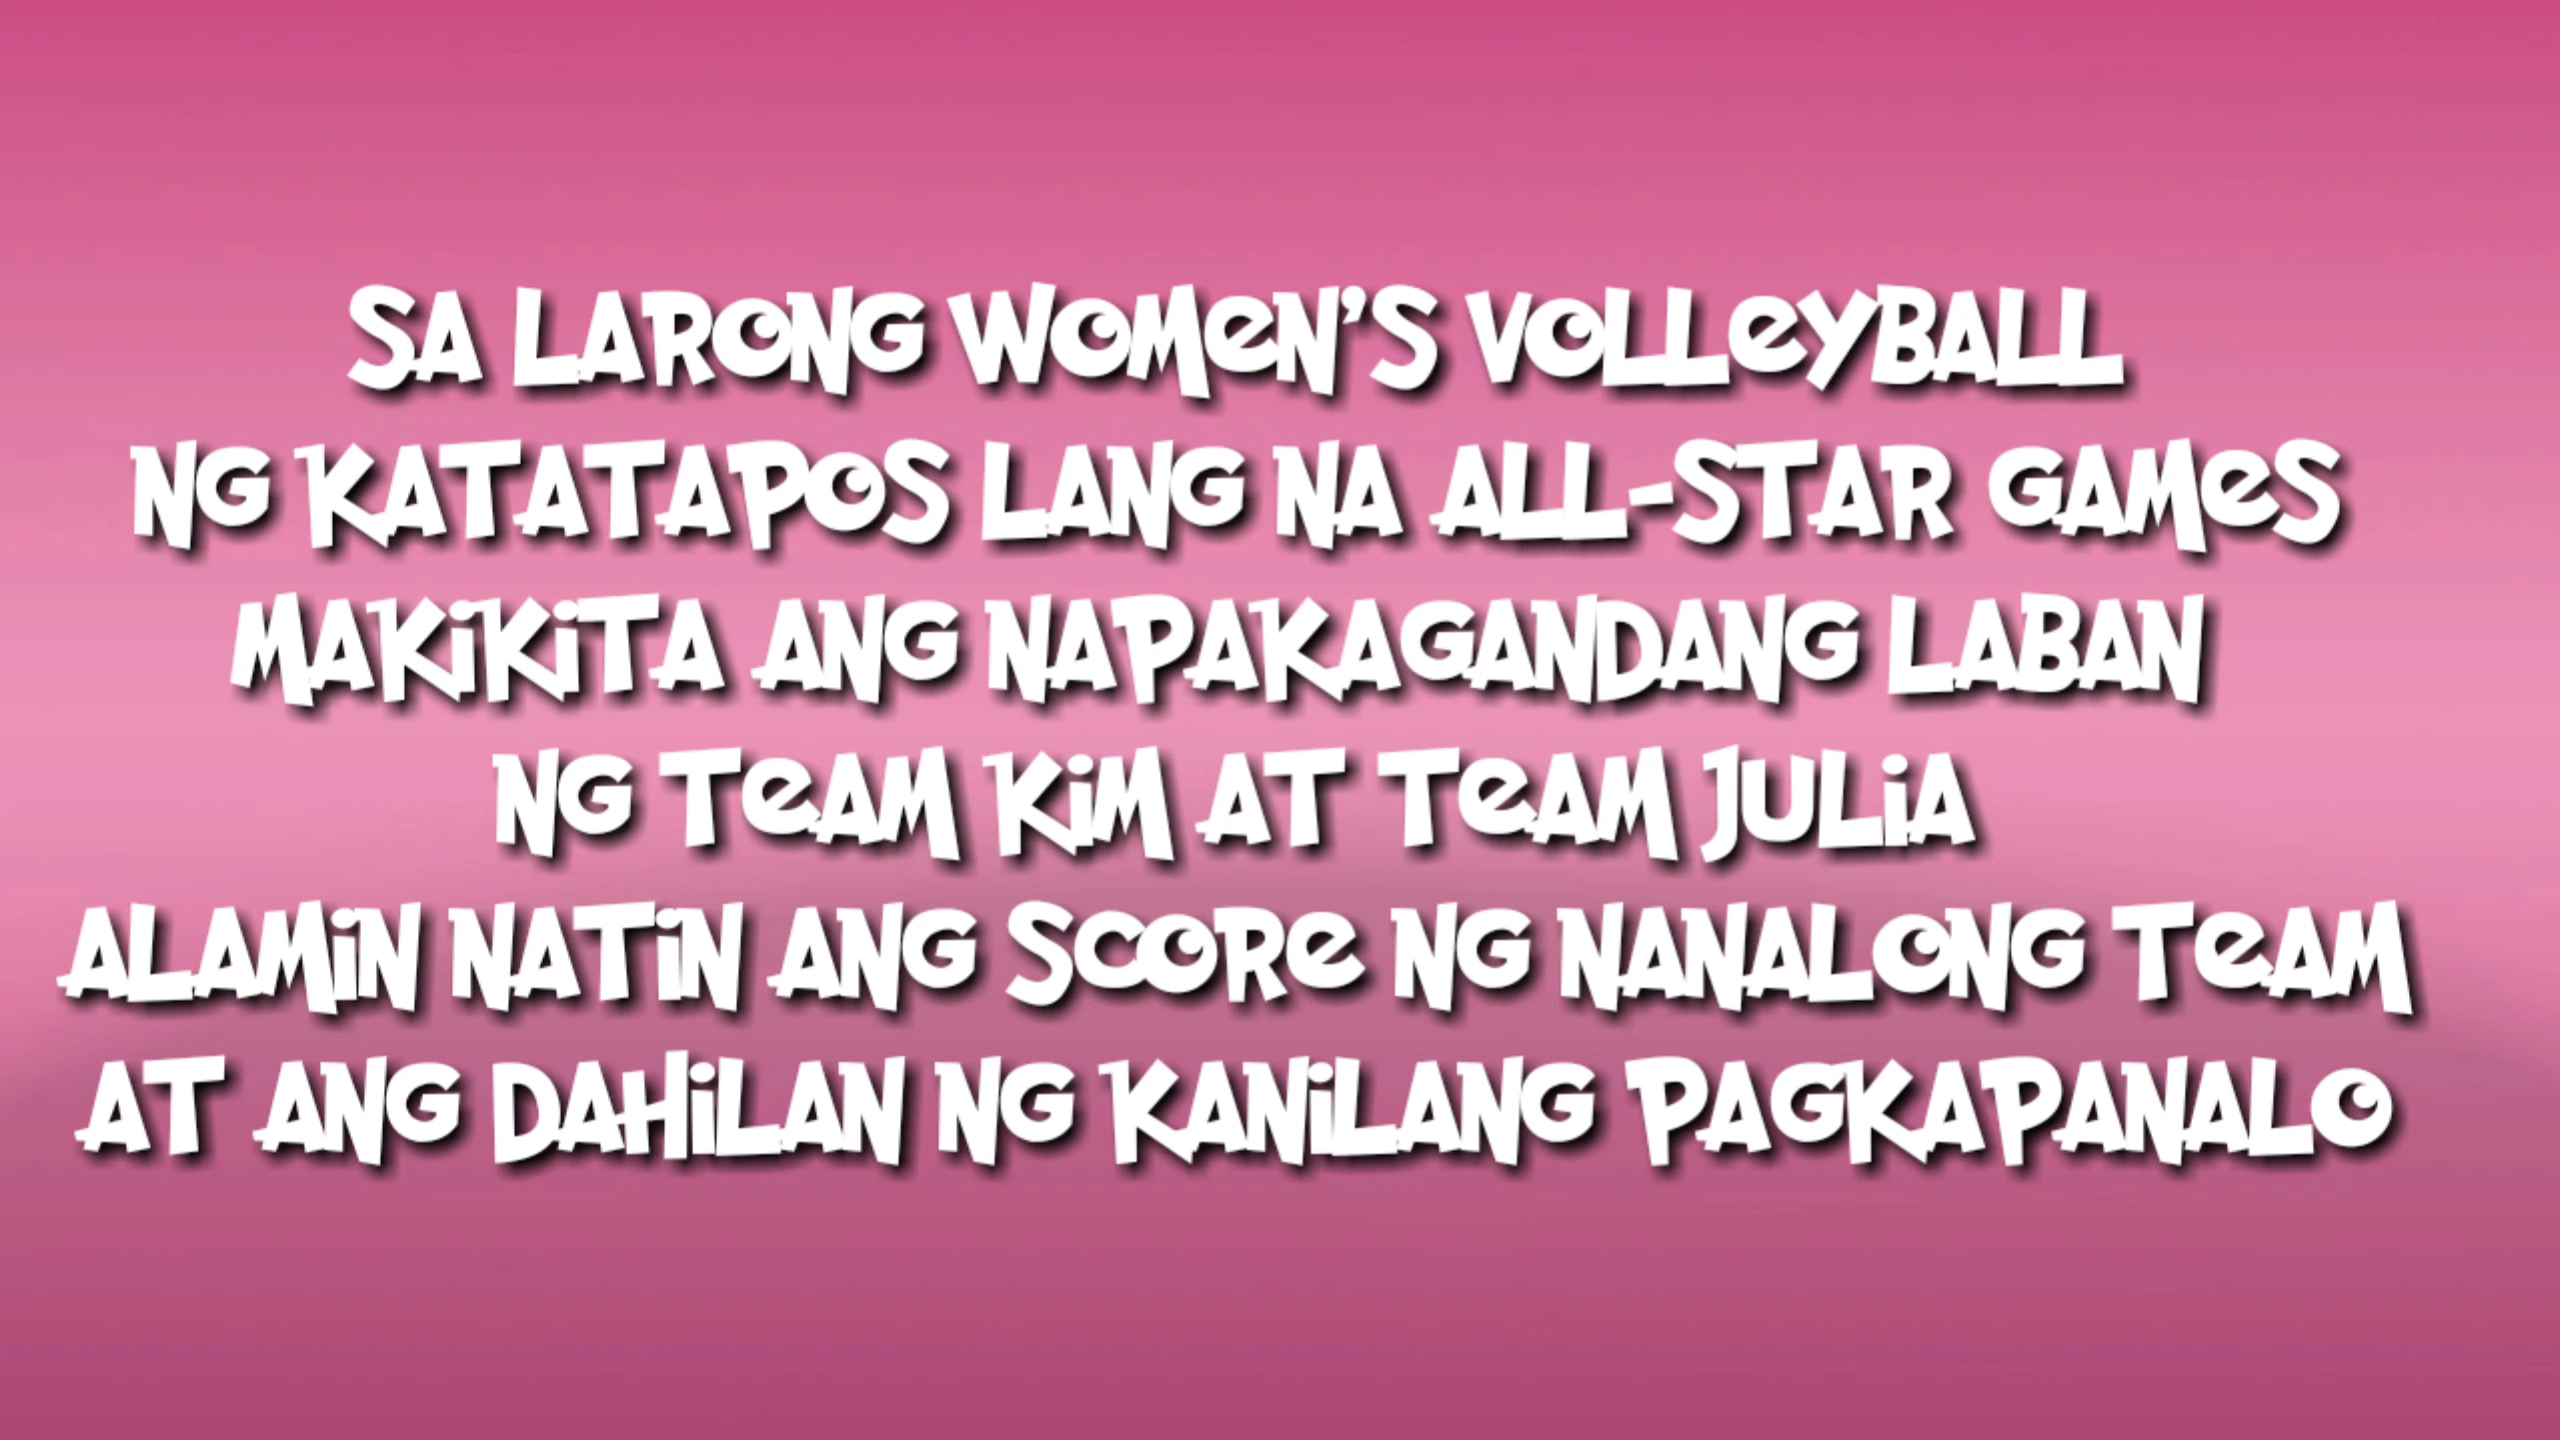 SA LARONG WOMEN'S VOLLEYBALL
NG KATATAPOS LANG NA ALL-STAR GAMES
MAKIKITA ANG NAPAKAGANDANG LABAN
NG TEAM KIM AT TEAM JULIA
ALAMIN NATIN ANG SCORE NG NANALONG TEAM
AT ANG DAHILAN NG KANILANG PAGKAPANALO